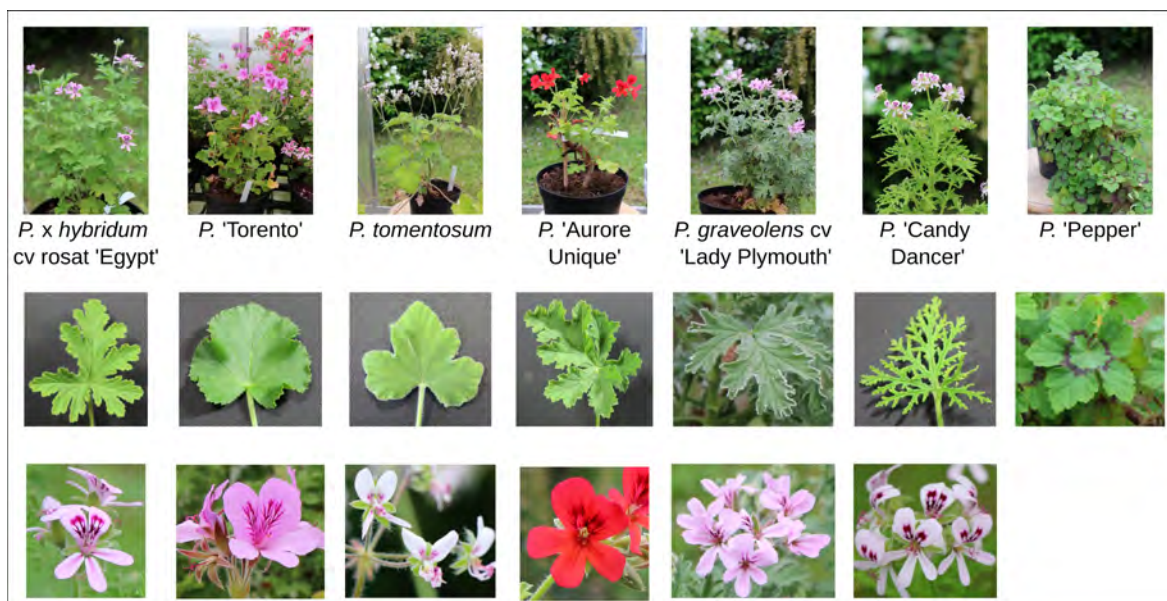 P. x hybridum
cv rosat 'Egypt'
P. 'Torento'
P. tomentosum
P. 'Aurore
Unique'
P. graveolens cv
'Lady Plymouth'
P. 'Candy
Dancer'
P. 'Pepper'